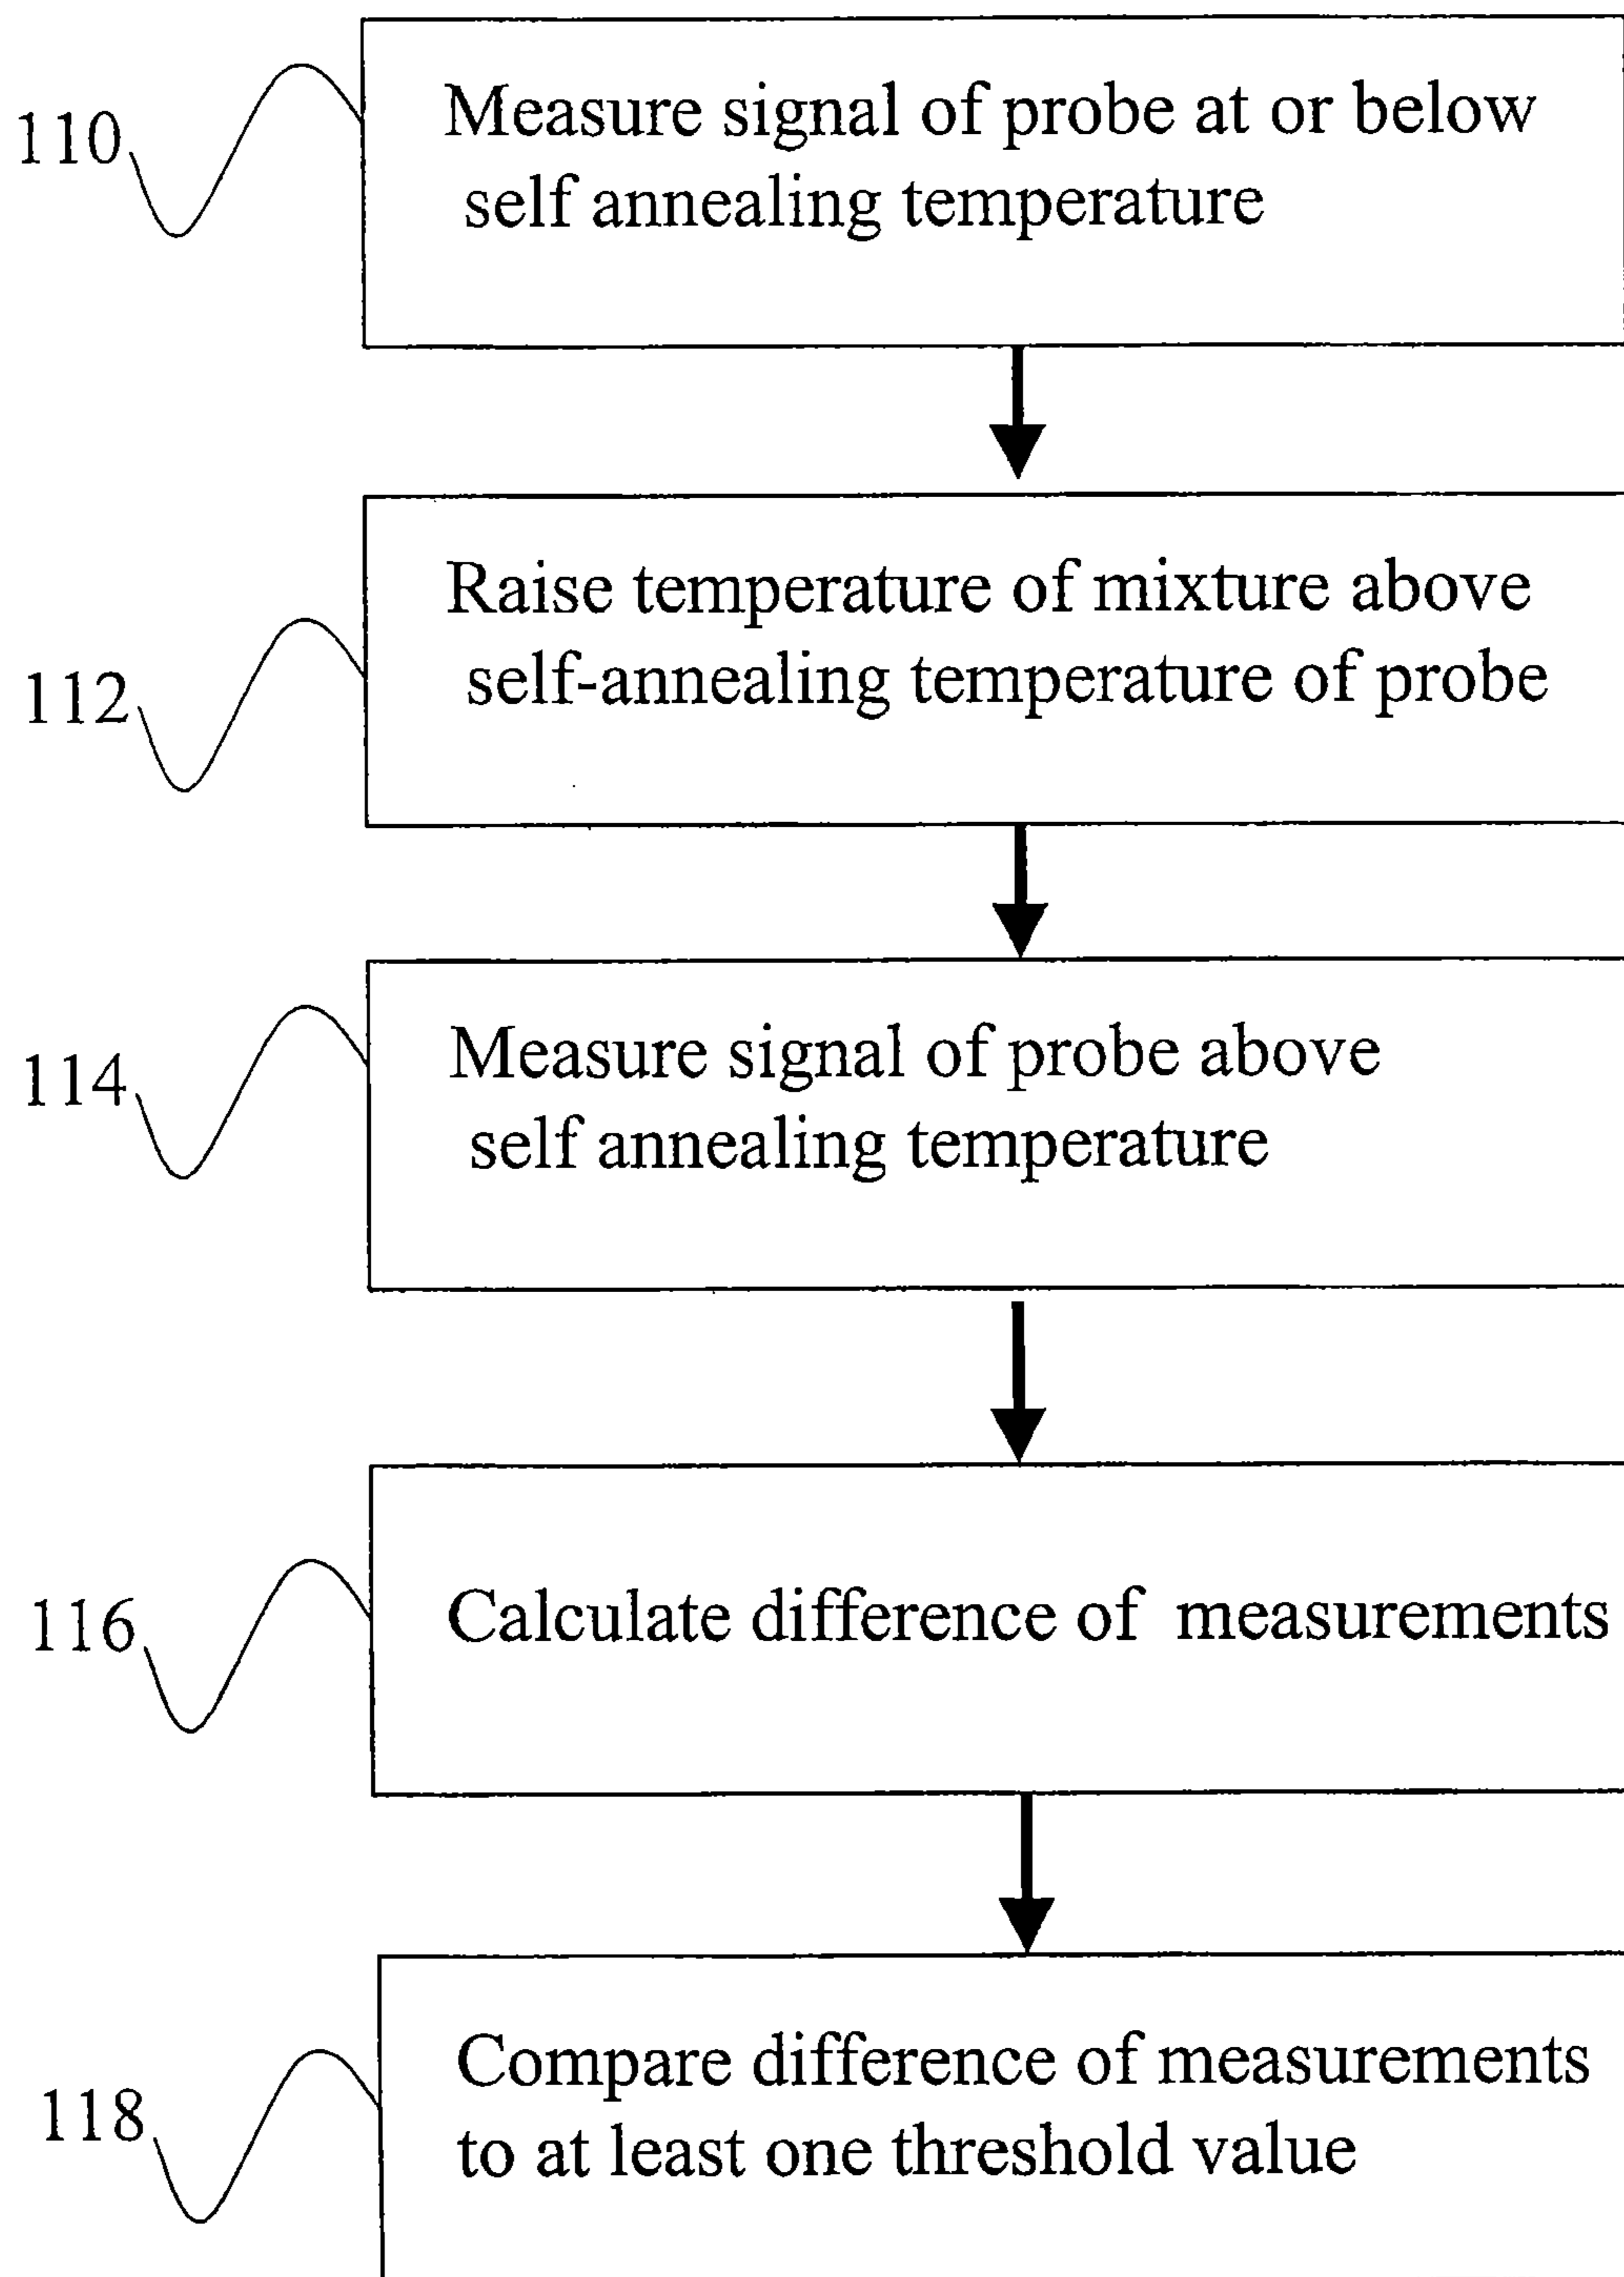 110
Measure signal of probe at or below
self annealing temperature
112
Raise temperature of mixture above
self-annealing temperature of probe
114
Measure signal of probe above
self annealing temperature
116
Calculate difference of measurements
118
Compare difference of measurements
to at least one threshold value